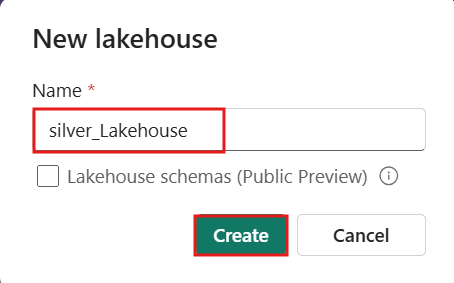 New lakehouse
Name *
silver_Lakehouse
Lakehouse schemas (Public Preview)
Create Cancel